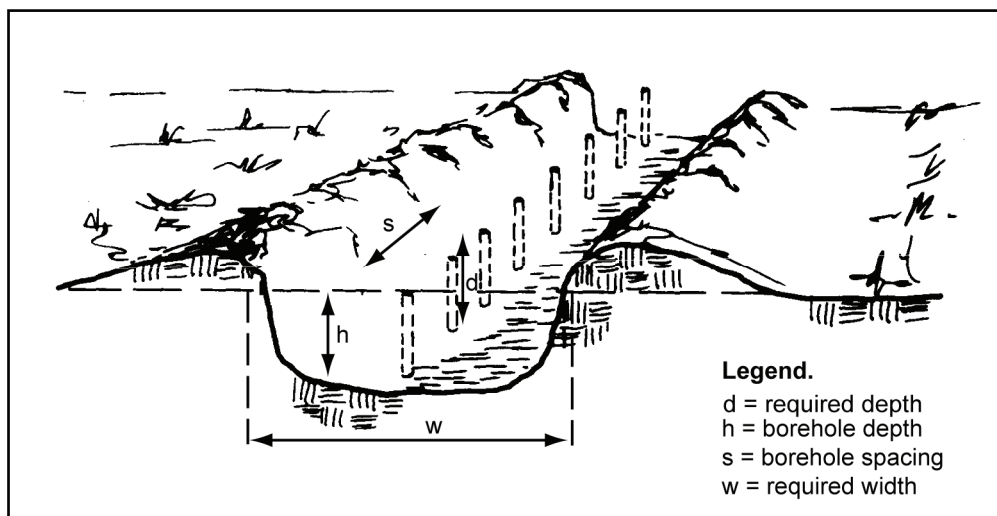 s
d
h
w
Legend.
d = required depth
h = borehole depth
s = borehole spacing
w = required width